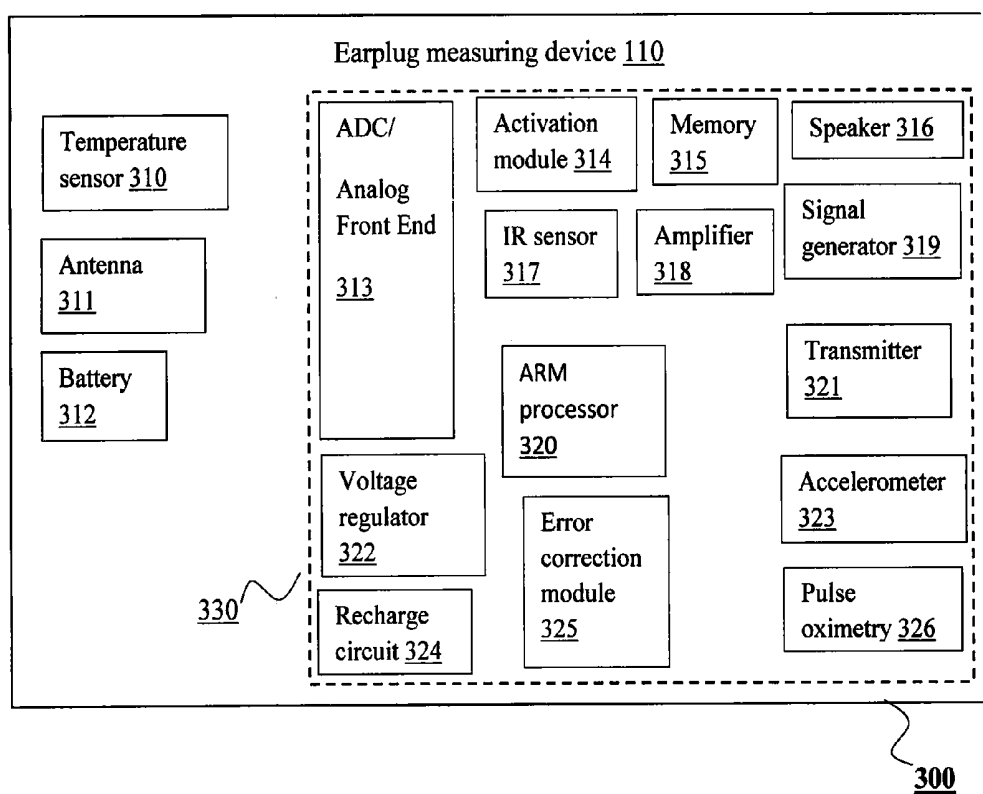 Earplug measuring device 110
Temperature
sensor 310
Antenna
311
Battery
312
ADC/
Analog
Front End
313
Activation
module 314
Memory
315
Speaker 316
IR sensor
317
Amplifier
318
Signal
generator 319
ARM
processor
320
Transmitter
321
Voltage
regulator
322
Accelerometer
323
Recharge
circuit 324
Error
correction
module
325
Pulse
oximetry 326
330
300